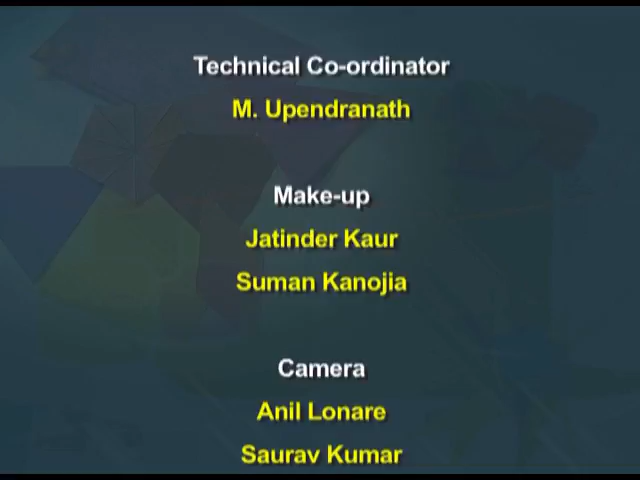 Technical Co-ordinator
M. Upendranath
Make-up
Jatinder Kaur
Suman Kanojia
Camera
Anil Lonare
Saurav Kumar